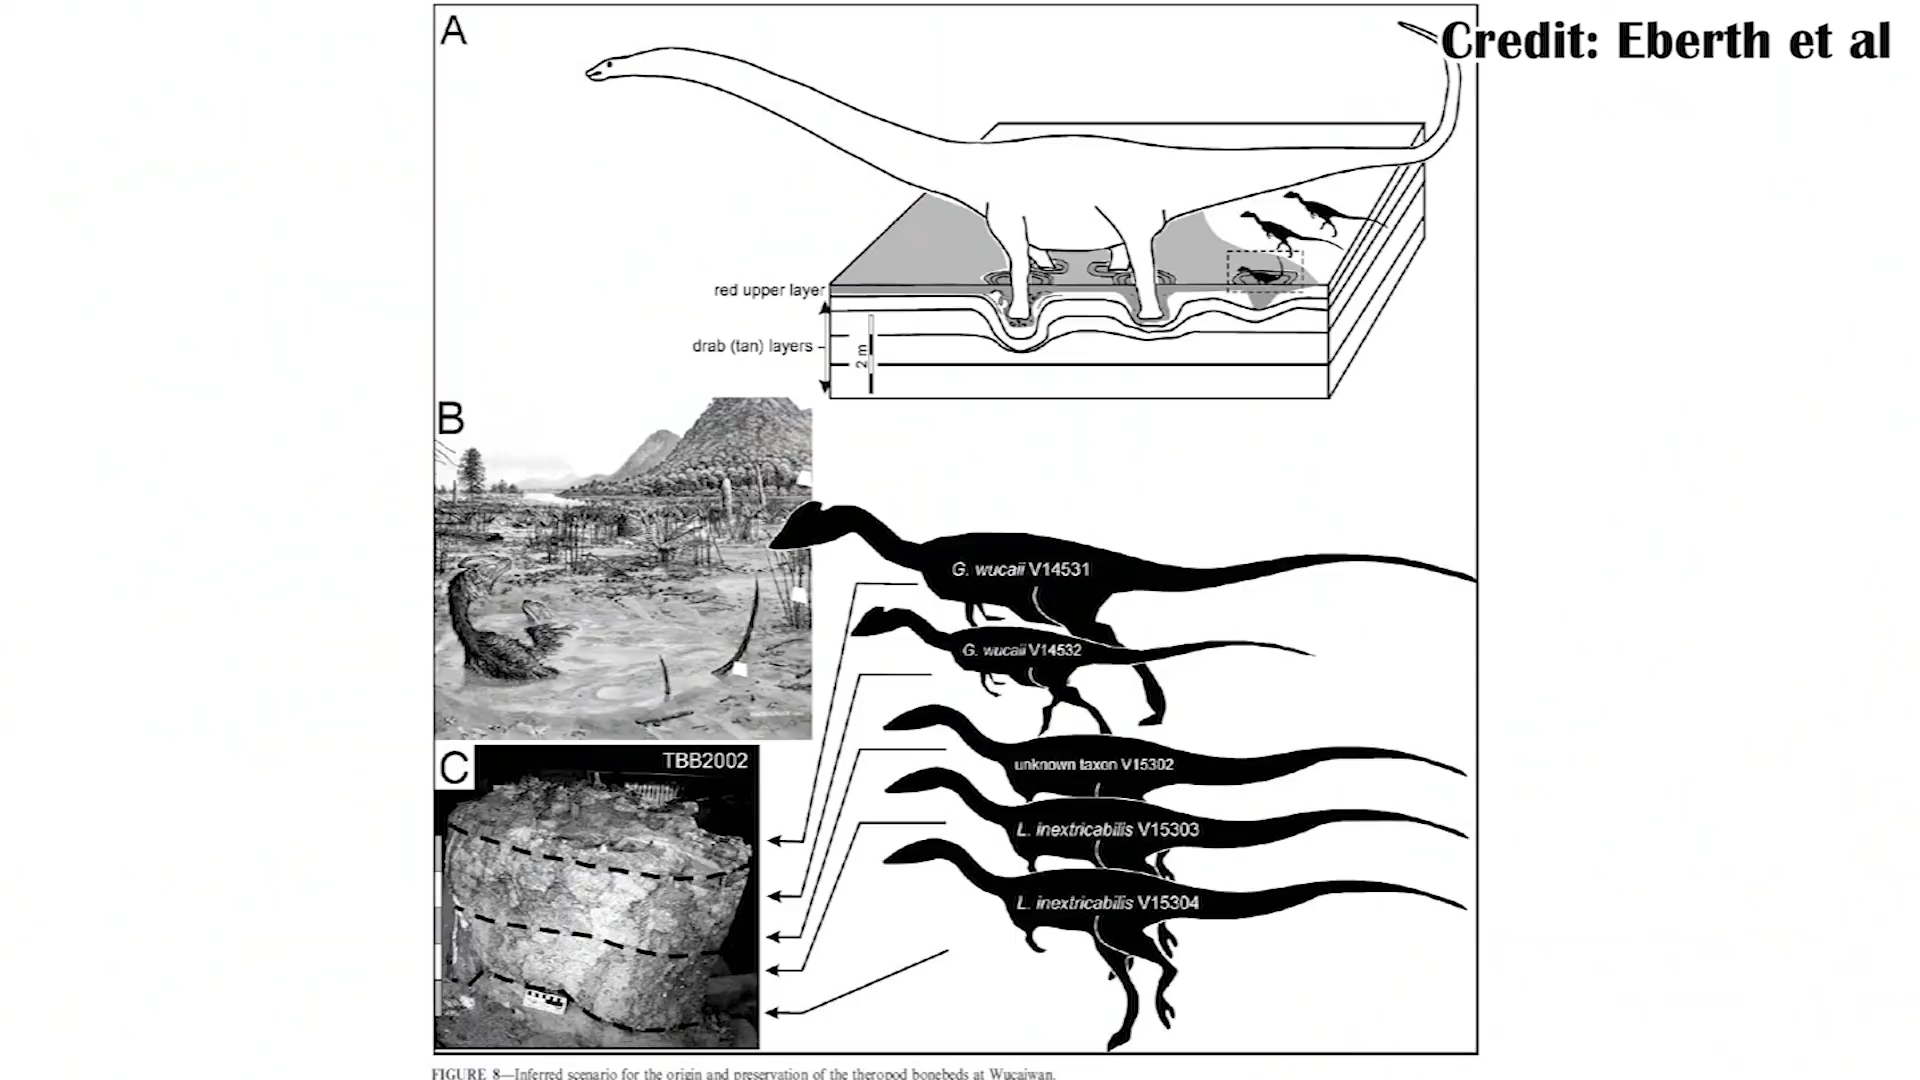 A
Credit: Eberth et al
red upper layer
drab (tan) layers
2 m
B
G. wucaii V14531
G. wucaii V14532
C
TBB2002
unknown taxon V15302
L. inextricabilis V15303
L. inextricabilis V15304
FIGURE 8—Inferred scenario for the origin and preservation of the theropod bonebeds at Wucaiwan.